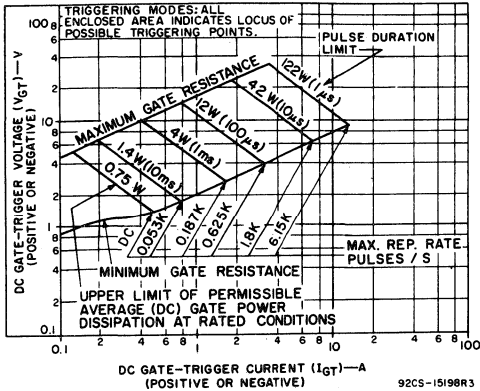 TRIGGERING MODES: ALL
ENCLOSED AREA INDICATES LOCUS OF
POSSIBLE TRIGGERING POINTS.
PULSE DURATION
LIMIT
MAXIMUM GATE RESISTANCE
122W (1μs)
42W (10μs)
12W (100μs)
4W (1ms)
1.4W (10ms)
0.75 W
DC
0.053K
0.187K
0.625K
1.8K
6.15K
MAX. REP. RATE
PULSES / S
MINIMUM GATE RESISTANCE
UPPER LIMIT OF PERMISSIBLE
AVERAGE (DC) GATE POWER
DISSIPATION AT RATED CONDITIONS
DC GATE-TRIGGER VOLTAGE (VGT)—V
(POSITIVE OR NEGATIVE)
100
8
6
4
2
10
8
6
4
2
1
8
6
4
2
0.1
0.1 2 4 6 8 1 2 4 6 8 10 2 4 6 8 100
DC GATE-TRIGGER CURRENT (IGT)—A
(POSITIVE OR NEGATIVE)
92CS-15198R3